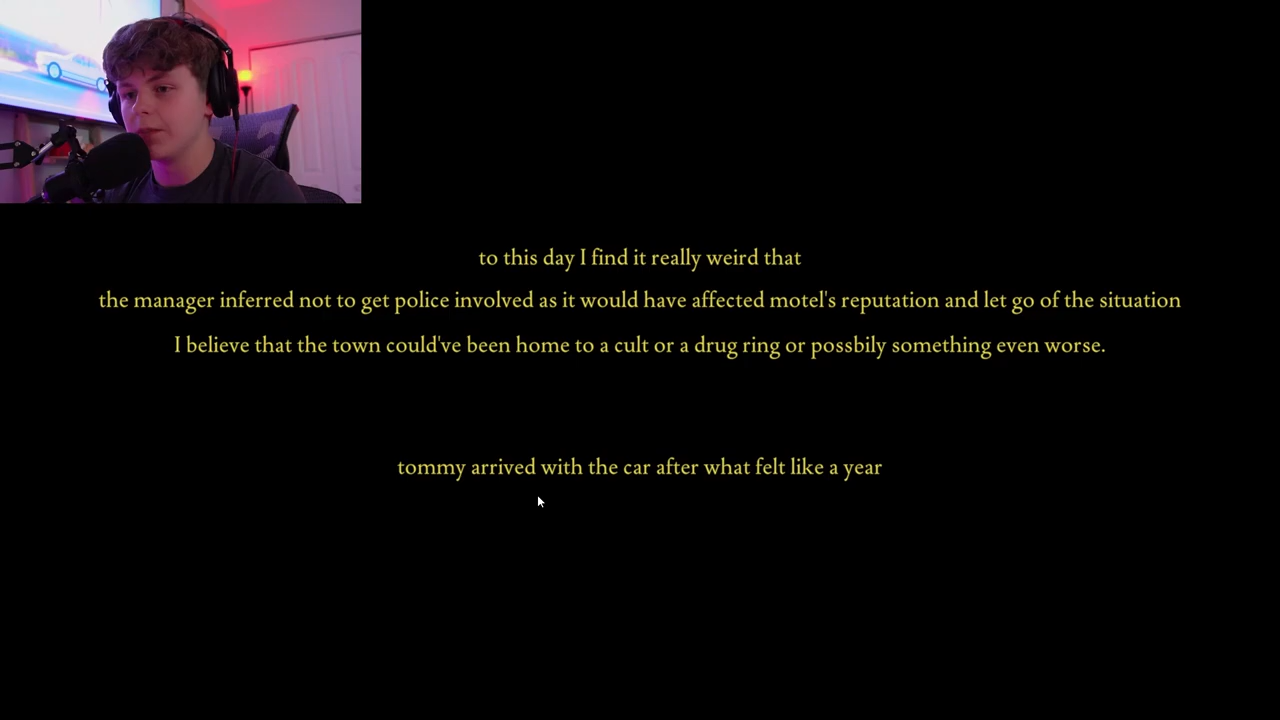 to this day I find it really weird that
the manager inferred not to get police involved as it would have affected motel's reputation and let go of the situation
I believe that the town could've been home to a cult or a drug ring or possbily something even worse.
tommy arrived with the car after what felt like a year